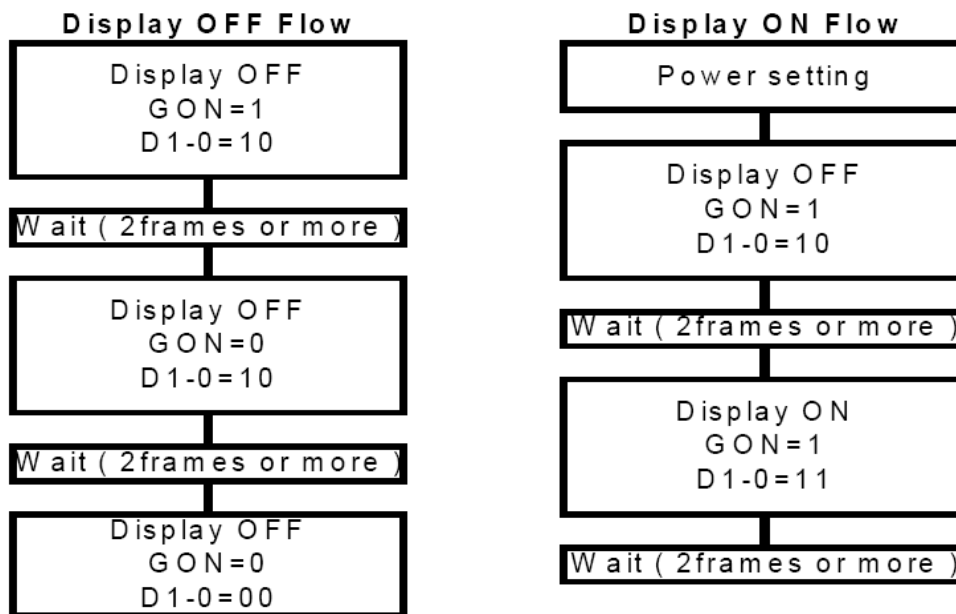 Display OFF Flow
Display OFF
GON=1
D1-0=10
Wait ( 2frames or more )
Display OFF
GON=0
D1-0=10
Wait ( 2frames or more )
Display OFF
GON=0
D1-0=00
Display ON Flow
Power setting
Display OFF
GON=1
D1-0=10
Wait ( 2frames or more )
Display ON
GON=1
D1-0=11
Wait ( 2frames or more )